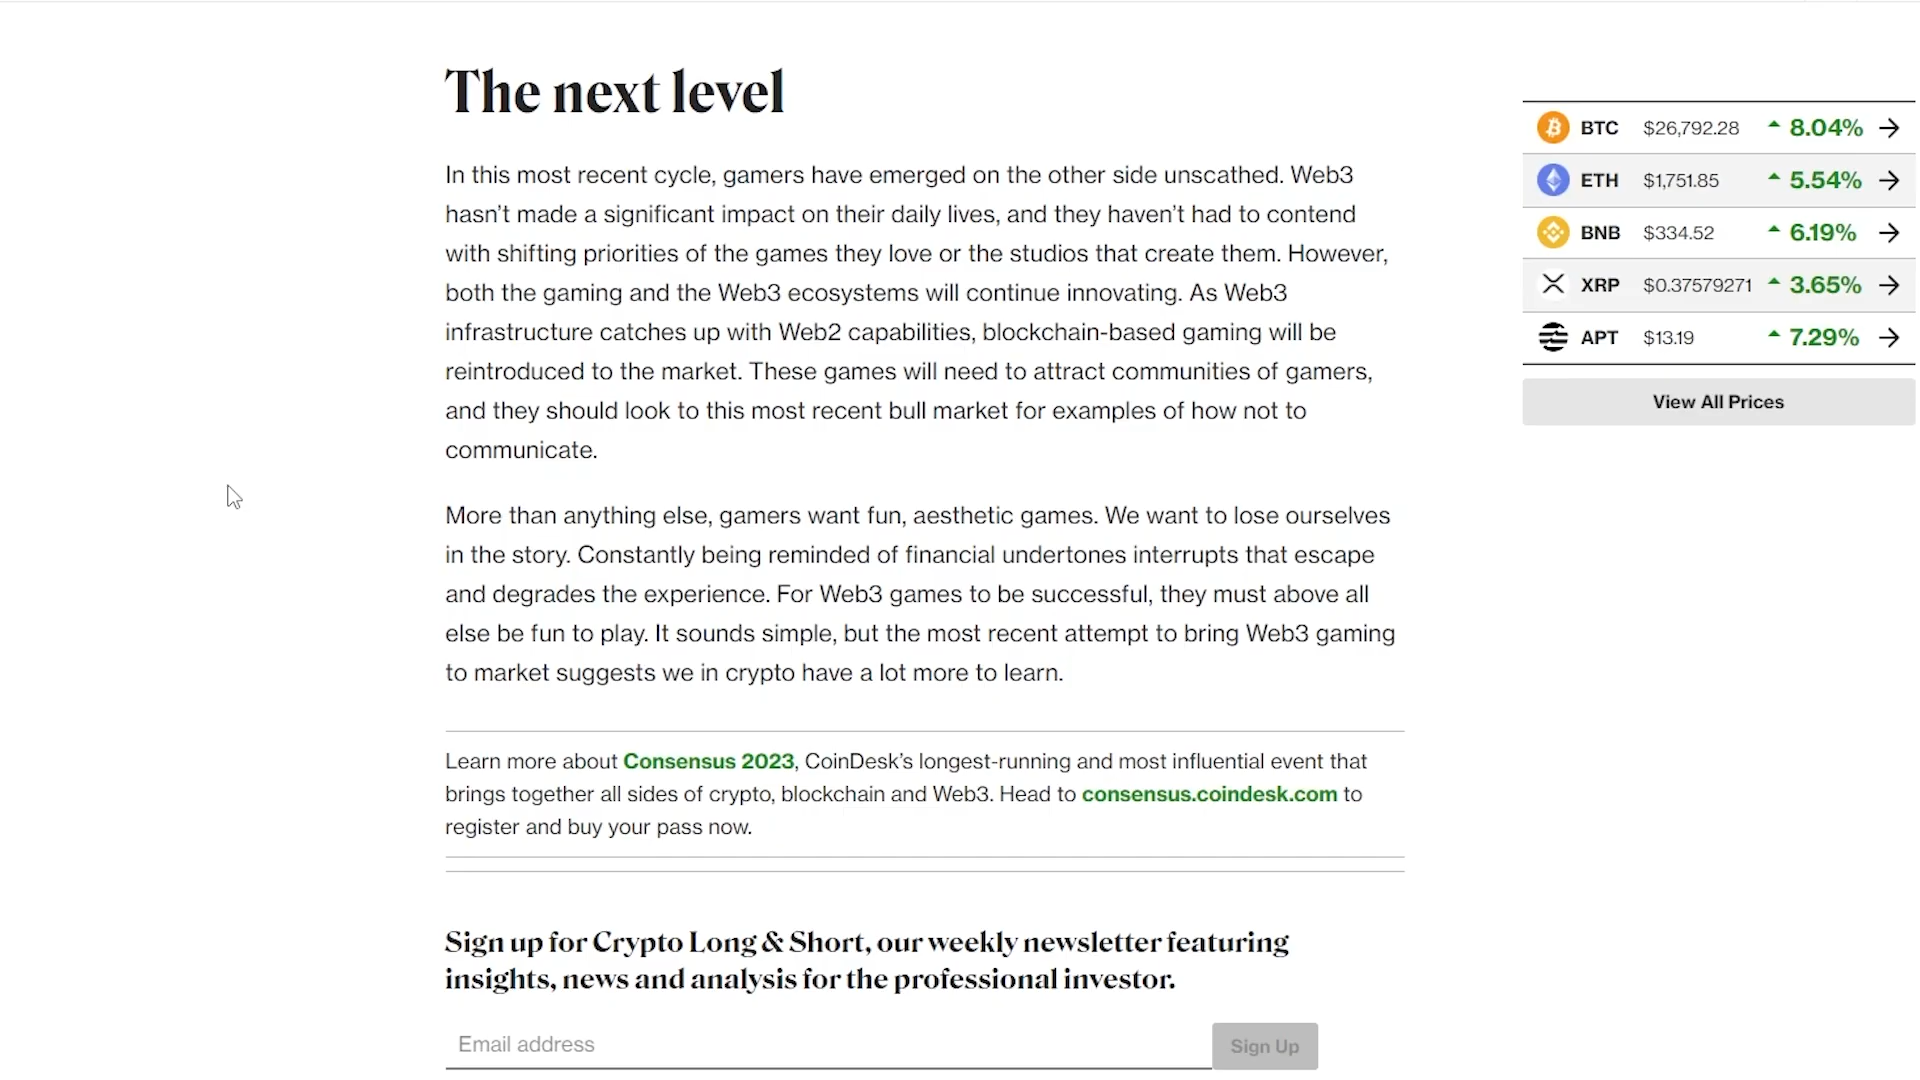 The next level
In this most recent cycle, gamers have emerged on the other side unscathed. Web3
hasn't made a significant impact on their daily lives, and they haven't had to contend
with shifting priorities of the games they love or the studios that create them. However,
both the gaming and the Web3 ecosystems will continue innovating. As Web3
infrastructure catches up with Web2 capabilities, blockchain-based gaming will be
reintroduced to the market. These games will need to attract communities of gamers,
and they should look to this most recent bull market for examples of how not to
communicate.
More than anything else, gamers want fun, aesthetic games. We want to lose ourselves
in the story. Constantly being reminded of financial undertones interrupts that escape
and degrades the experience. For Web3 games to be successful, they must above all
else be fun to play. It sounds simple, but the most recent attempt to bring Web3 gaming
to market suggests we in crypto have a lot more to learn.
Learn more about Consensus 2023, CoinDesk's longest-running and most influential event that
brings together all sides of crypto, blockchain and Web3. Head to consensus.coindesk.com to
register and buy your pass now.
Sign up for Crypto Long & Short, our weekly newsletter featuring
insights, news and analysis for the professional investor.
Email address
Sign Up
BTC $26,792.28 8.04%
ETH $1,751.85 5.54%
BNB $334.52 6.19%
XRP $0.37579271 3.65%
APT $13.19 7.29%
View All Prices